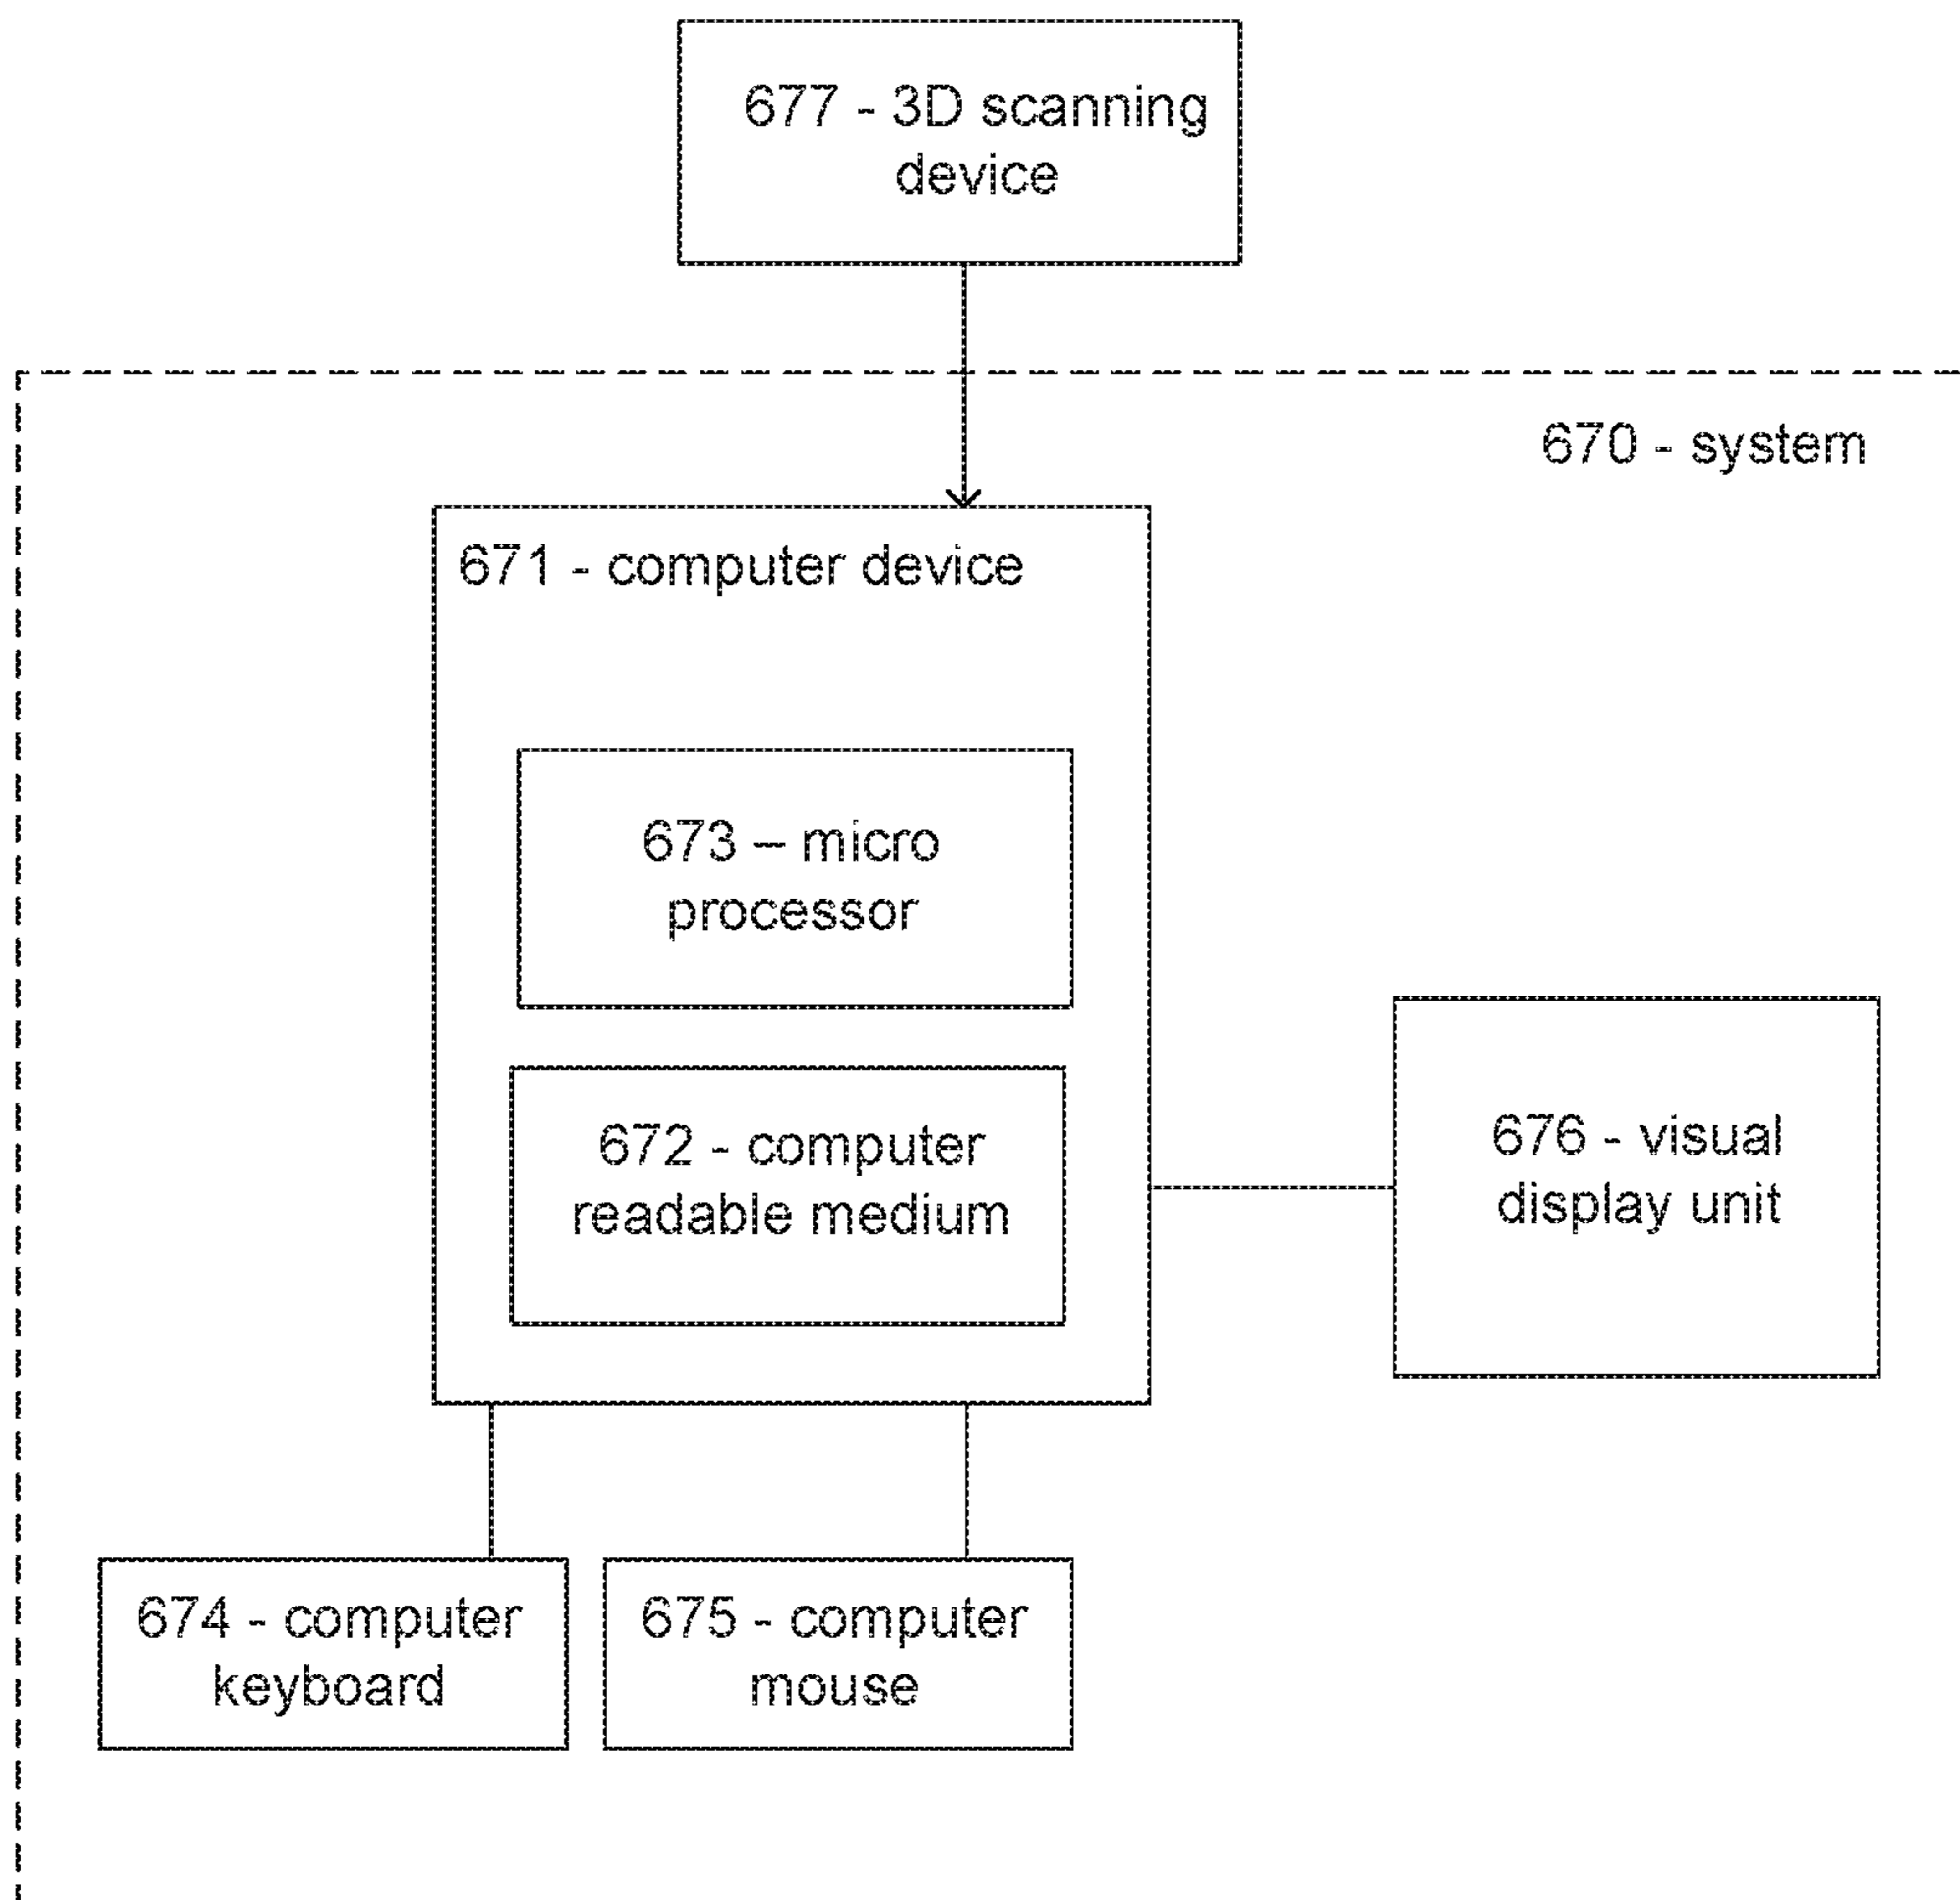 677 - 3D scanning
device
670 - system
671 - computer device
673 – micro
processor
672 - computer
readable medium
676 - visual
display unit
674 - computer
keyboard
675 - computer
mouse